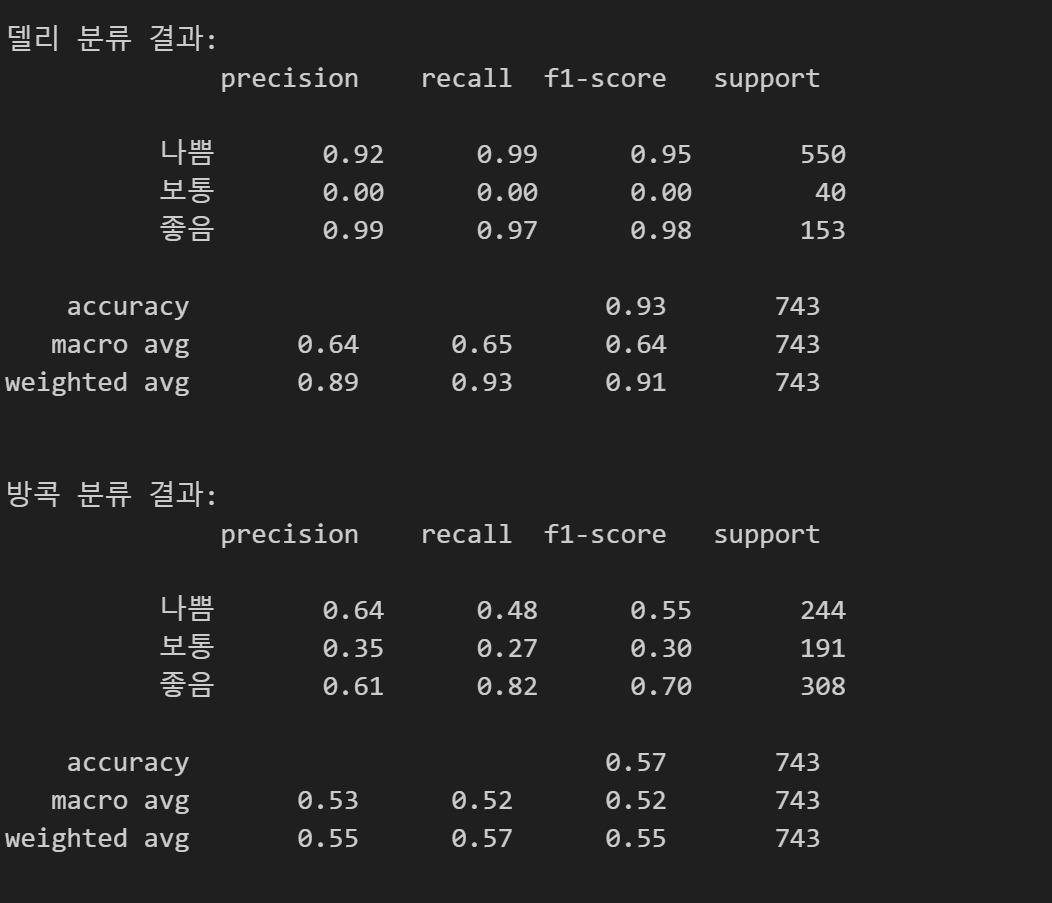 델리 분류 결과:
precision recall f1-score support
나쁨 0.92 0.99 0.95 550
보통 0.00 0.00 0.00 40
좋음 0.99 0.97 0.98 153
accuracy 0.93 743
macro avg 0.64 0.65 0.64 743
weighted avg 0.89 0.93 0.91 743
방콕 분류 결과:
precision recall f1-score support
나쁨 0.64 0.48 0.55 244
보통 0.35 0.27 0.30 191
좋음 0.61 0.82 0.70 308
accuracy 0.57 743
macro avg 0.53 0.52 0.52 743
weighted avg 0.55 0.57 0.55 743